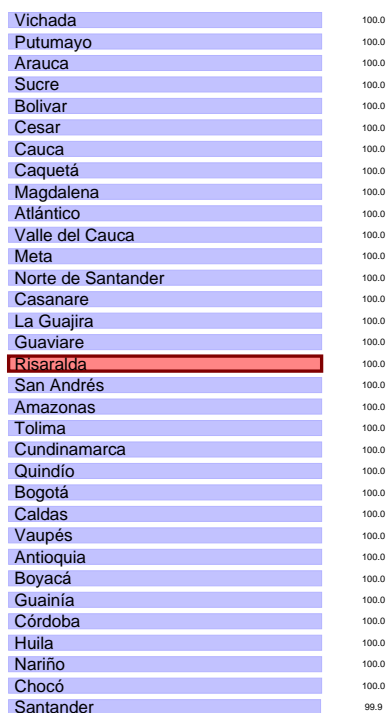 Vichada 100.0
Putumayo 100.0
Arauca 100.0
Sucre 100.0
Bolivar 100.0
Cesar 100.0
Cauca 100.0
Caquetá 100.0
Magdalena 100.0
Atlántico 100.0
Valle del Cauca 100.0
Meta 100.0
Norte de Santander 100.0
Casanare 100.0
La Guajira 100.0
Guaviare 100.0
Risaralda 100.0
San Andrés 100.0
Amazonas 100.0
Tolima 100.0
Cundinamarca 100.0
Quindío 100.0
Bogotá 100.0
Caldas 100.0
Vaupés 100.0
Antioquia 100.0
Boyacá 100.0
Guainía 100.0
Córdoba 100.0
Huila 100.0
Nariño 100.0
Chocó 100.0
Santander 99.9